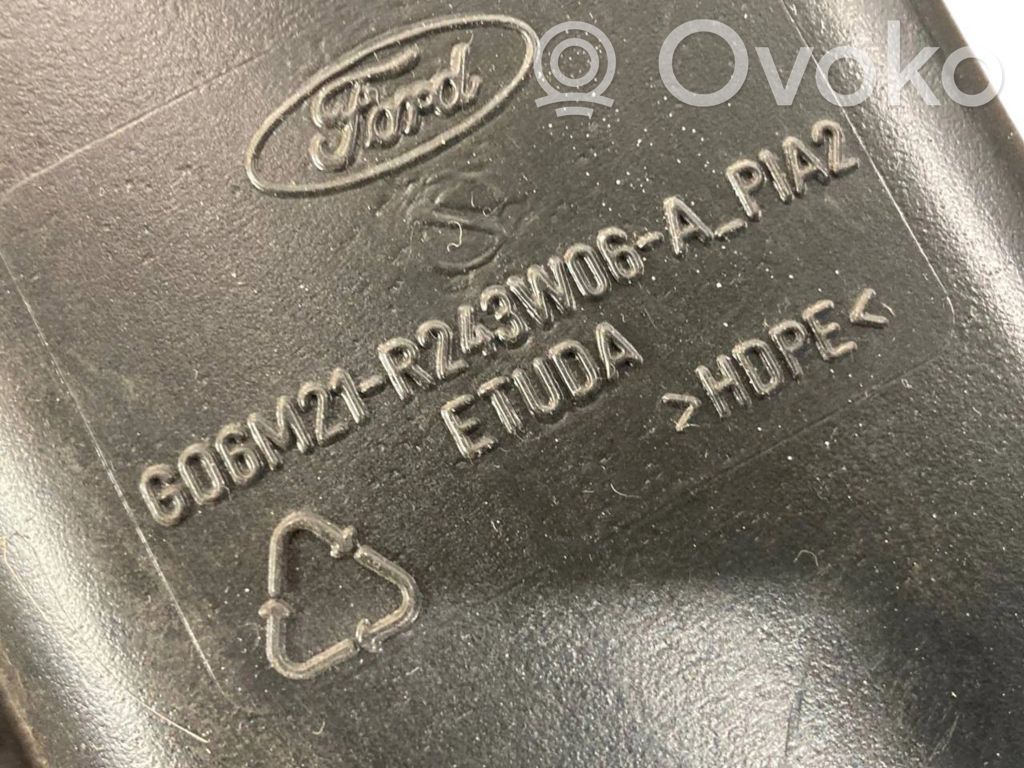 Ford
Ovoko
G06M21-R243W06-A_PIA2
ETUDA
>HDPE<